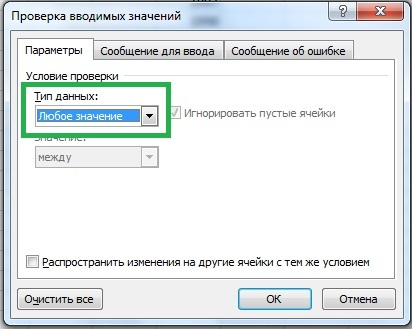 Проверка вводимых значений
Параметры Сообщение для ввода Сообщение об ошибке
Условие проверки
Тип данных:
Любое значение Игнорировать пустые ячейки
Значение:
между
Распространить изменения на другие ячейки с тем же условием
Очистить все ОК Отмена